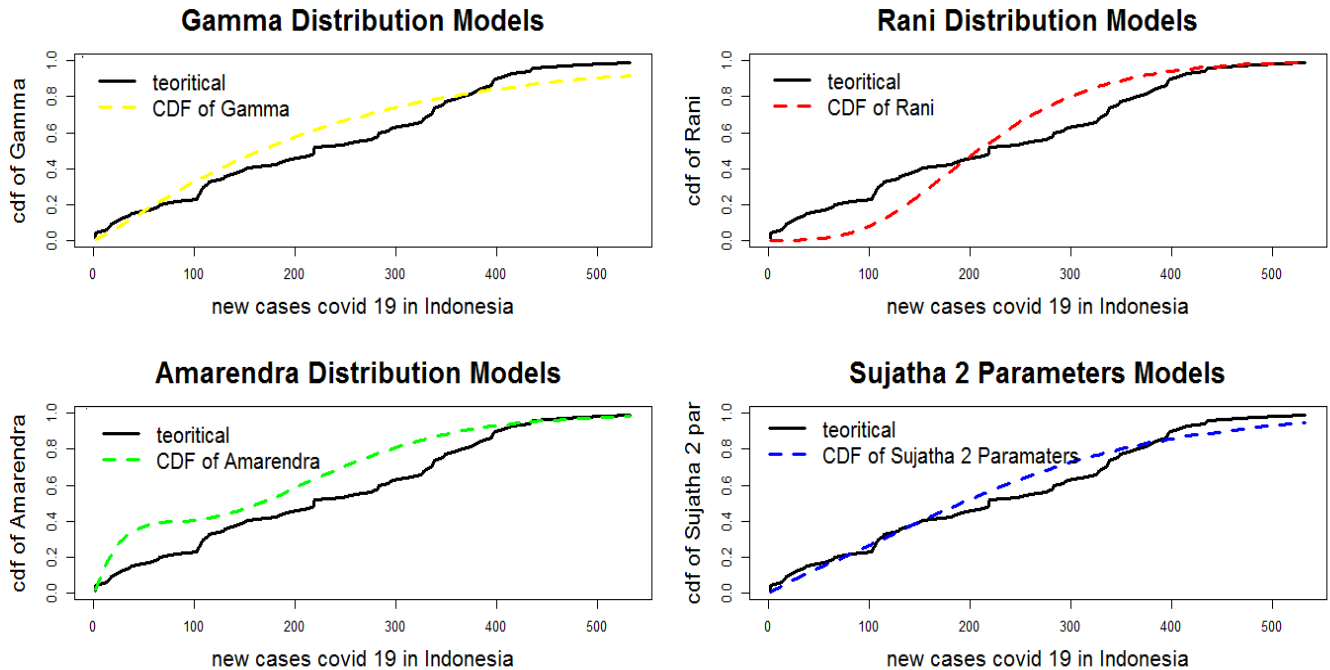 Gamma Distribution Models
cdf of Gamma
0.0 0.2 0.4 0.6 0.8 1.0
teoritical
CDF of Gamma
0 100 200 300 400 500
new cases covid 19 in Indonesia
Rani Distribution Models
cdf of Rani
0.0 0.2 0.4 0.6 0.8 1.0
teoritical
CDF of Rani
0 100 200 300 400 500
new cases covid 19 in Indonesia
Amarendra Distribution Models
cdf of Amarendra
0.0 0.2 0.4 0.6 0.8 1.0
teoritical
CDF of Amarendra
0 100 200 300 400 500
new cases covid 19 in Indonesia
Sujatha 2 Parameters Models
cdf of Sujatha 2 par
0.0 0.2 0.4 0.6 0.8 1.0
teoritical
CDF of Sujatha 2 Paramaters
0 100 200 300 400 500
new cases covid 19 in Indonesia